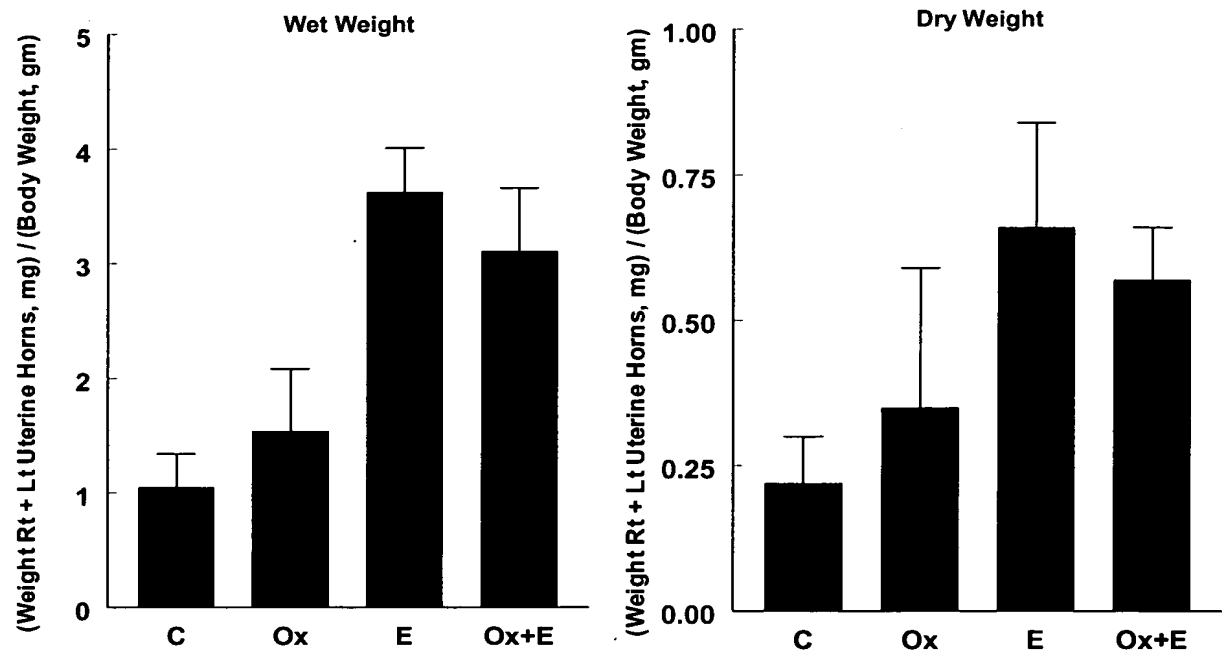 Wet Weight
(Weight Rt + Lt Uterine Horns, mg) / (Body Weight, gm)
5
4
3
2
1
0
C Ox E Ox+E
Dry Weight
(Weight Rt + Lt Uterine Horns, mg) / (Body Weight, gm)
1.00
0.75
0.50
0.25
0.00
C Ox E Ox+E